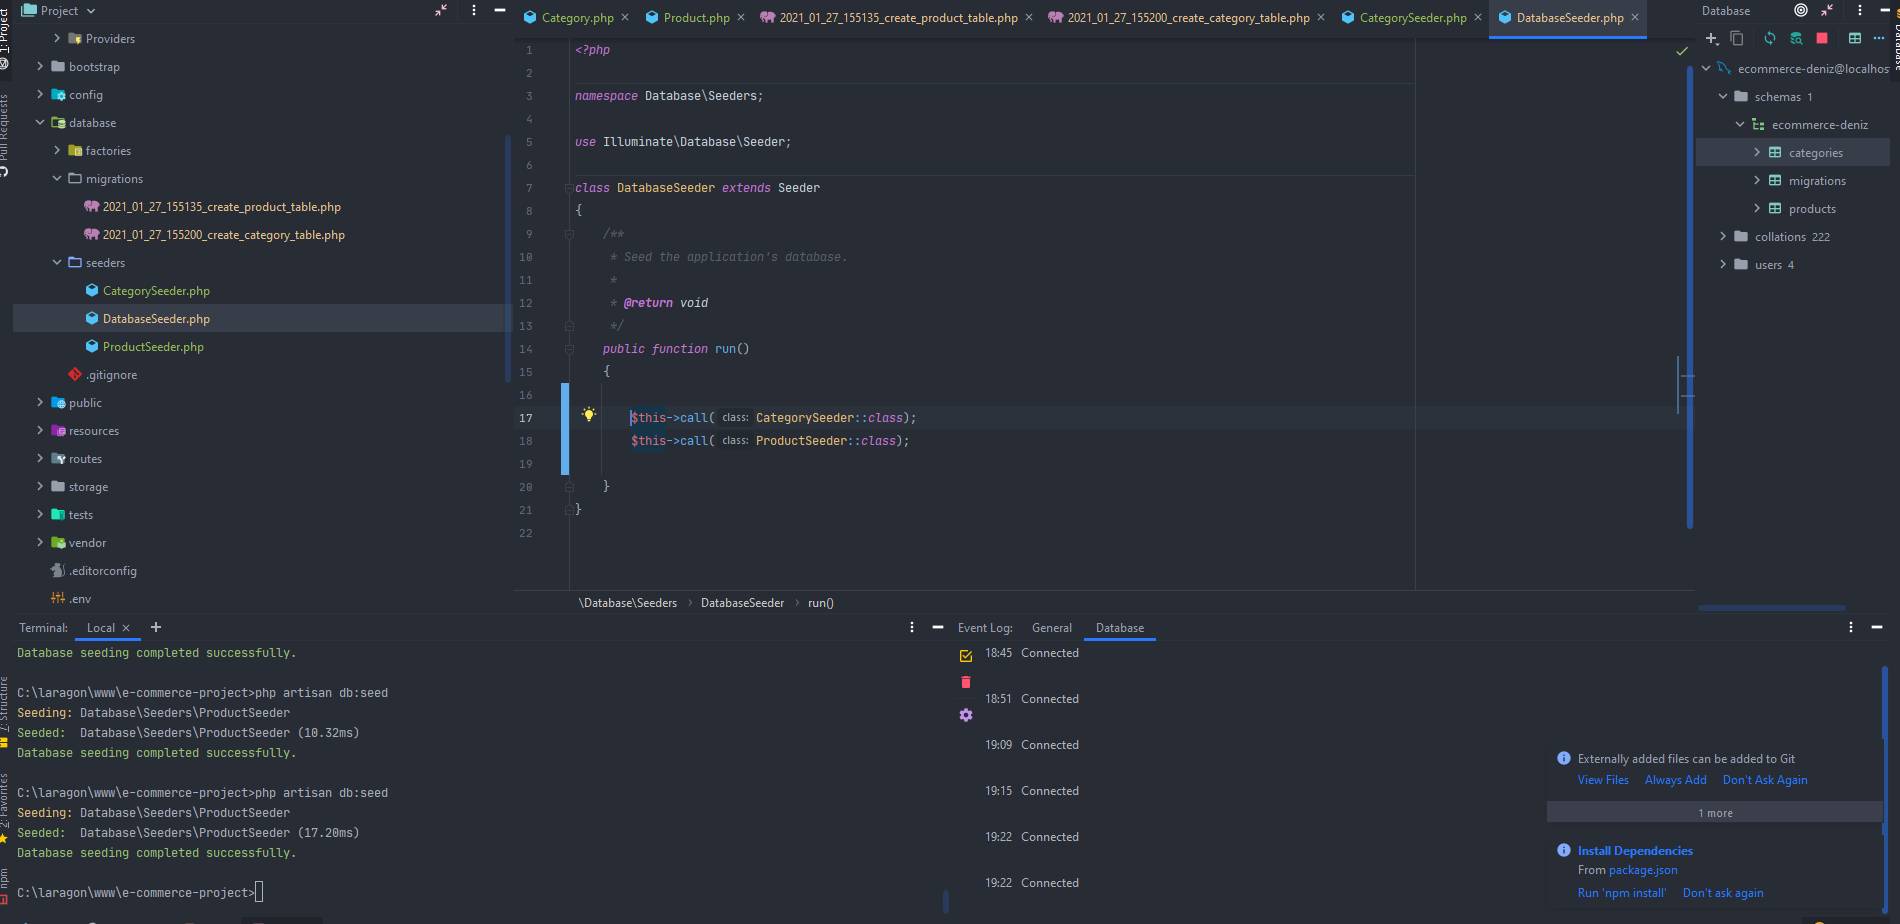 Project
Providers
bootstrap
config
database
factories
migrations
2021_01_27_155135_create_product_table.php
2021_01_27_155200_create_category_table.php
seeders
CategorySeeder.php
DatabaseSeeder.php
ProductSeeder.php
.gitignore
public
resources
routes
storage
tests
vendor
.editorconfig
.env
1: Project
Pull Requests
7: Structure
2: Favorites
npm
Category.php
Product.php
2021_01_27_155135_create_product_table.php
2021_01_27_155200_create_category_table.php
CategorySeeder.php
DatabaseSeeder.php
1 <?php
2
3 namespace Database\Seeders;
4
5 use Illuminate\Database\Seeder;
6
7 class DatabaseSeeder extends Seeder
8 {
9 /**
10 * Seed the application's database.
11 *
12 * @return void
13 */
14 public function run()
15 {
16
17 $this->call( class: CategorySeeder::class);
18 $this->call( class: ProductSeeder::class);
19
20 }
21 }
22
\Database\Seeders > DatabaseSeeder > run()
Database
Database
ecommerce-deniz@localhos
schemas 1
ecommerce-deniz
categories
migrations
products
collations 222
users 4
Terminal: Local
Database seeding completed successfully.
C:\laragon\www\e-commerce-project>php artisan db:seed
Seeding: Database\Seeders\ProductSeeder
Seeded: Database\Seeders\ProductSeeder (10.32ms)
Database seeding completed successfully.
C:\laragon\www\e-commerce-project>php artisan db:seed
Seeding: Database\Seeders\ProductSeeder
Seeded: Database\Seeders\ProductSeeder (17.20ms)
Database seeding completed successfully.
C:\laragon\www\e-commerce-project>
Event Log: General Database
18:45 Connected
18:51 Connected
19:09 Connected
19:15 Connected
19:22 Connected
19:22 Connected
Externally added files can be added to Git
View Files Always Add Don't Ask Again
1 more
Install Dependencies
From package.json
Run 'npm install' Don't ask again